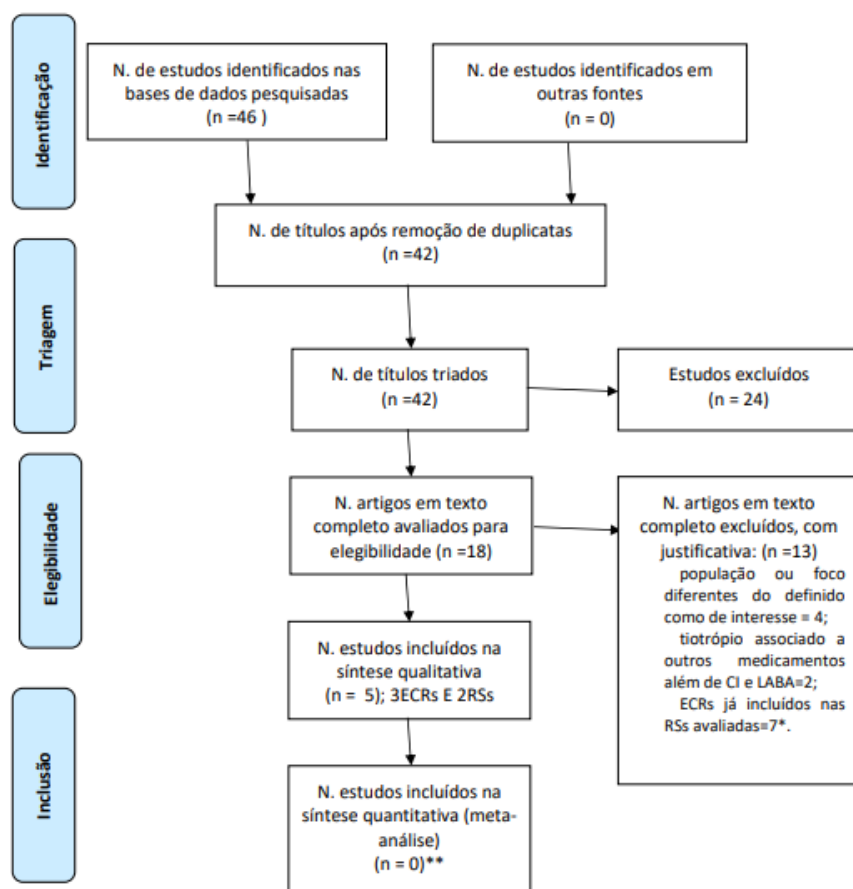 Identificação
N. de estudos identificados nas
bases de dados pesquisadas
(n =46 )
N. de estudos identificados em
outras fontes
(n = 0)
N. de títulos após remoção de duplicatas
(n =42)
Triagem
N. de títulos triados
(n =42)
Estudos excluídos
(n = 24)
Elegibilidade
N. artigos em texto
completo avaliados para
elegibilidade (n =18)
N. artigos em texto
completo excluídos, com
justificativa: (n =13)
população ou foco
diferentes do definido
como de interesse = 4;
tiotrópio associado a
outros medicamentos
além de CI e LABA=2;
ECRs já incluídos nas
RSs avaliadas=7*.
N. estudos incluídos na
síntese qualitativa
(n = 5); 3ECRs E 2RSs
Inclusão
N. estudos incluídos na
síntese quantitativa (meta-
análise)
(n = 0)**